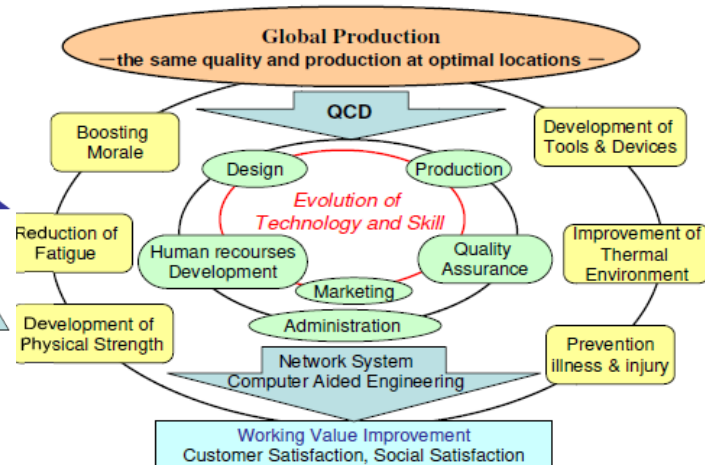 Global Production
—the same quality and production at optimal locations —
QCD
Boosting
Morale
Development of
Tools & Devices
Design
Production
Evolution of
Technology and Skill
Reduction of
Fatigue
Human recourses
Development
Quality
Assurance
Improvement of
Thermal
Environment
Marketing
Administration
Development of
Physical Strength
Prevention
illness & injury
Network System
Computer Aided Engineering
Working Value Improvement
Customer Satisfaction, Social Satisfaction